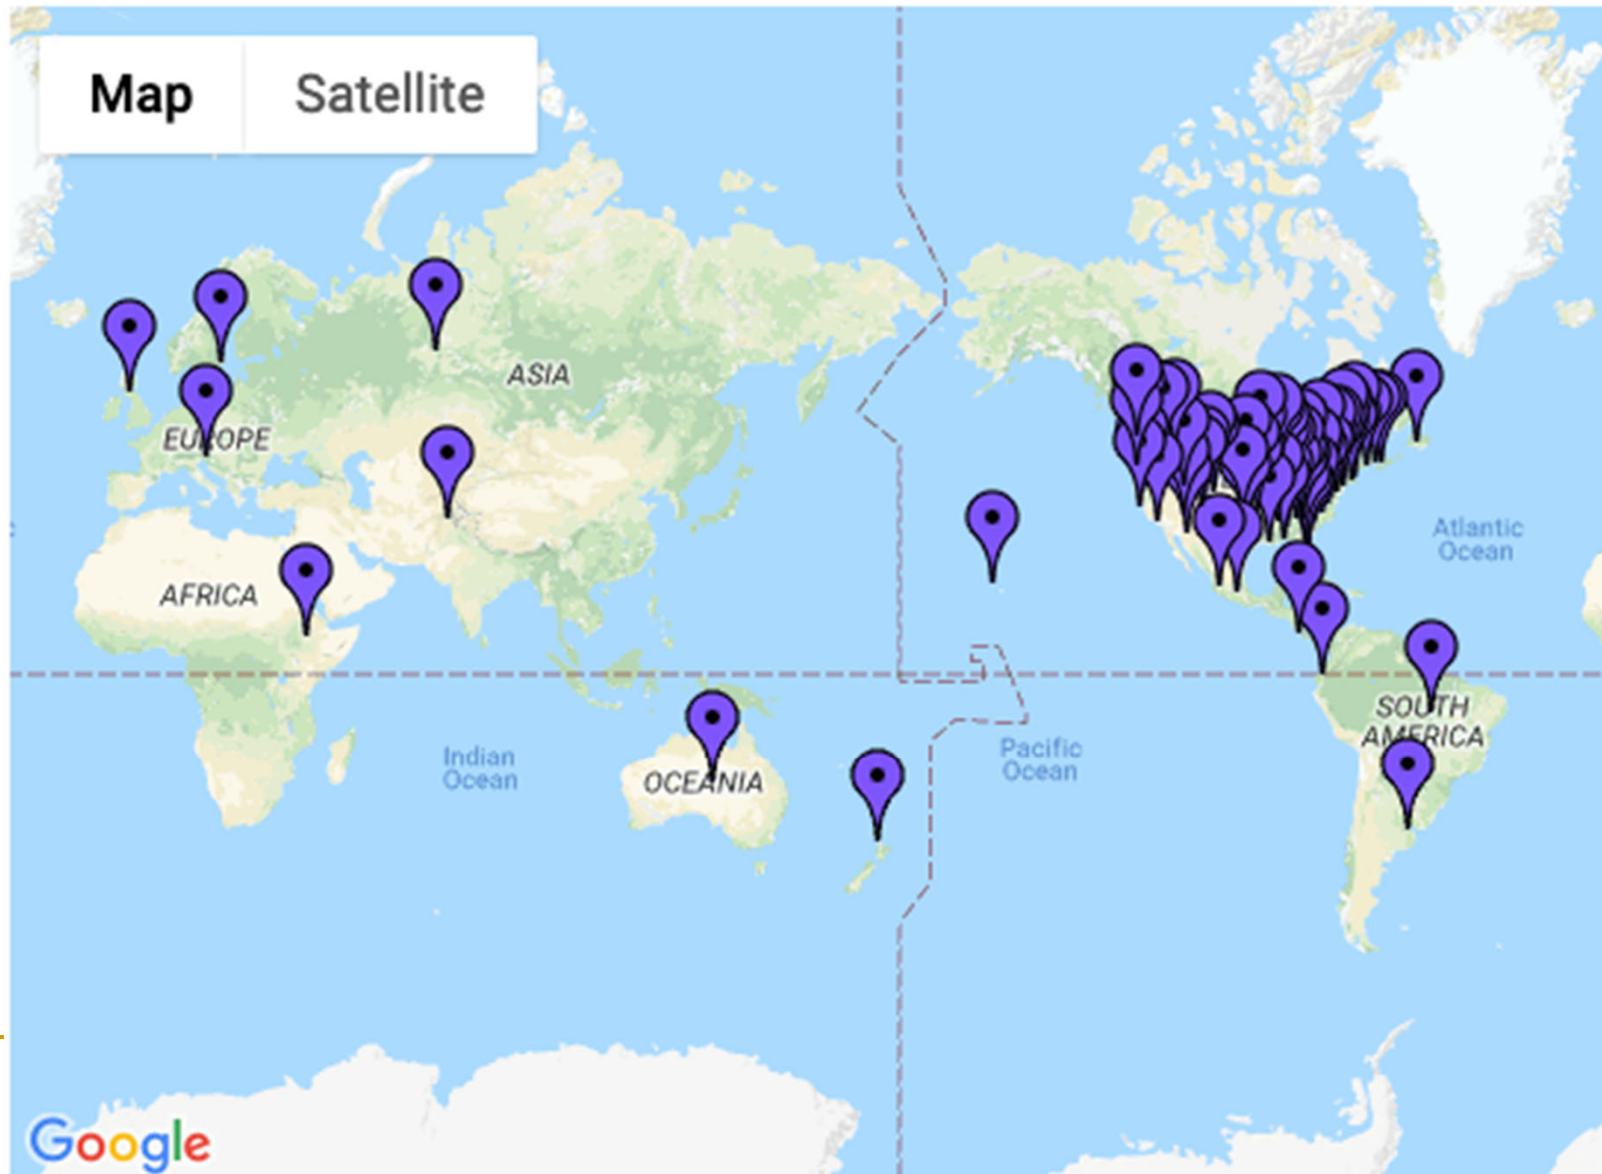 Map
Satellite
ASIA
EUROPE
AFRICA
Atlantic
Ocean
SOUTH
AMERICA
Indian
Ocean
OCEANIA
Pacific
Ocean
Google